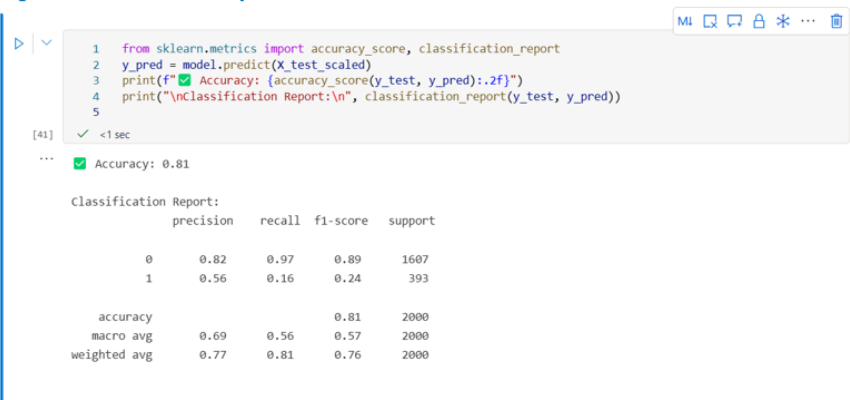 M↓
1 from sklearn.metrics import accuracy_score, classification_report
2 y_pred = model.predict(X_test_scaled)
3 print(f"✅ Accuracy: {accuracy_score(y_test, y_pred):.2f}")
4 print("\nClassification Report:\n", classification_report(y_test, y_pred))
5
[41] ✓ <1 sec
... ✅ Accuracy: 0.81
Classification Report:
precision recall f1-score support
0 0.82 0.97 0.89 1607
1 0.56 0.16 0.24 393
accuracy 0.81 2000
macro avg 0.69 0.56 0.57 2000
weighted avg 0.77 0.81 0.76 2000